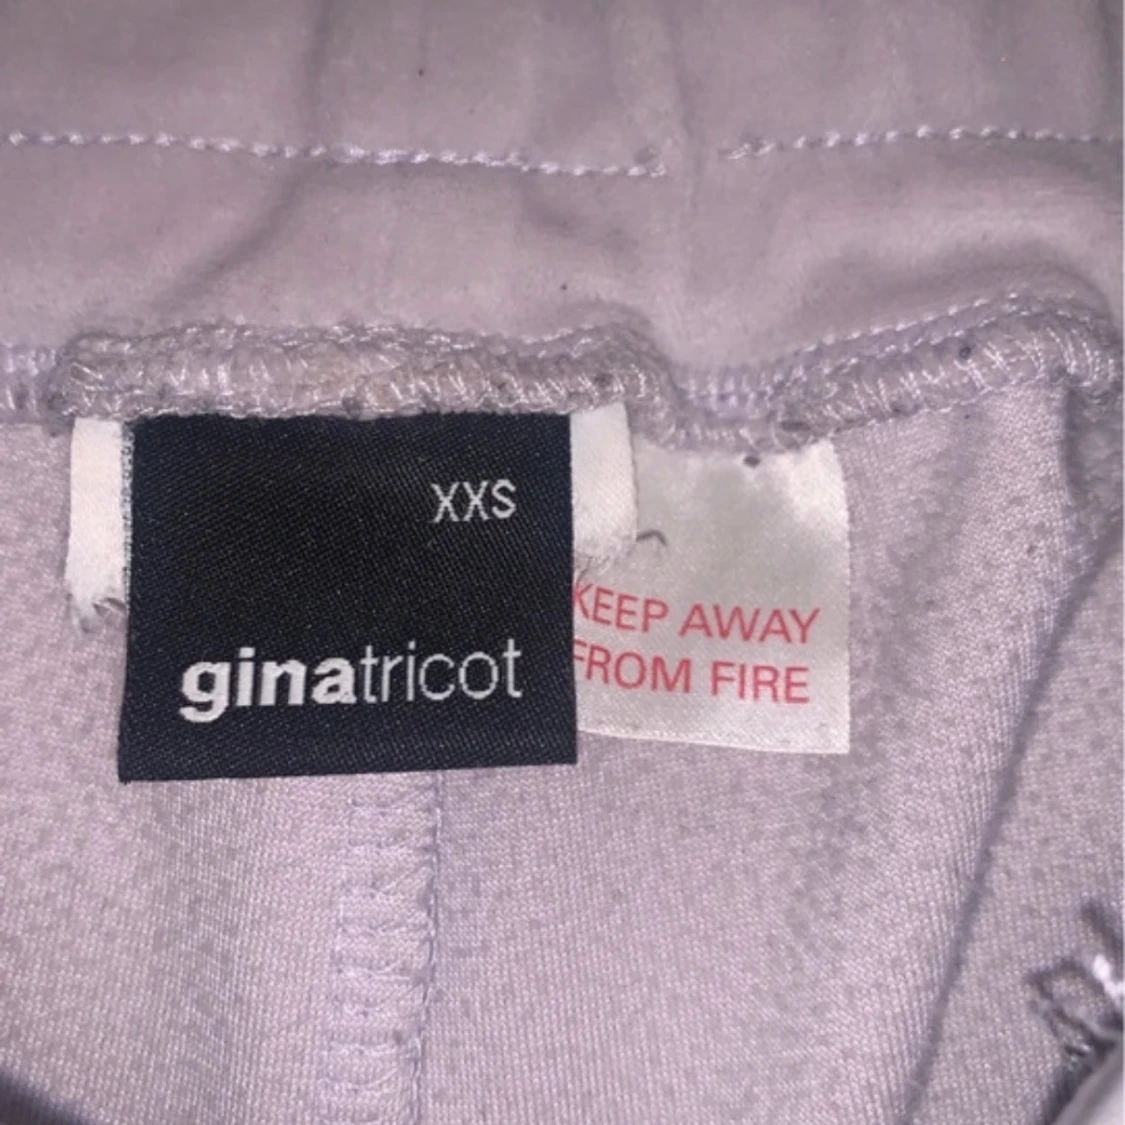 XXS
ginatricot
KEEP AWAY
FROM FIRE